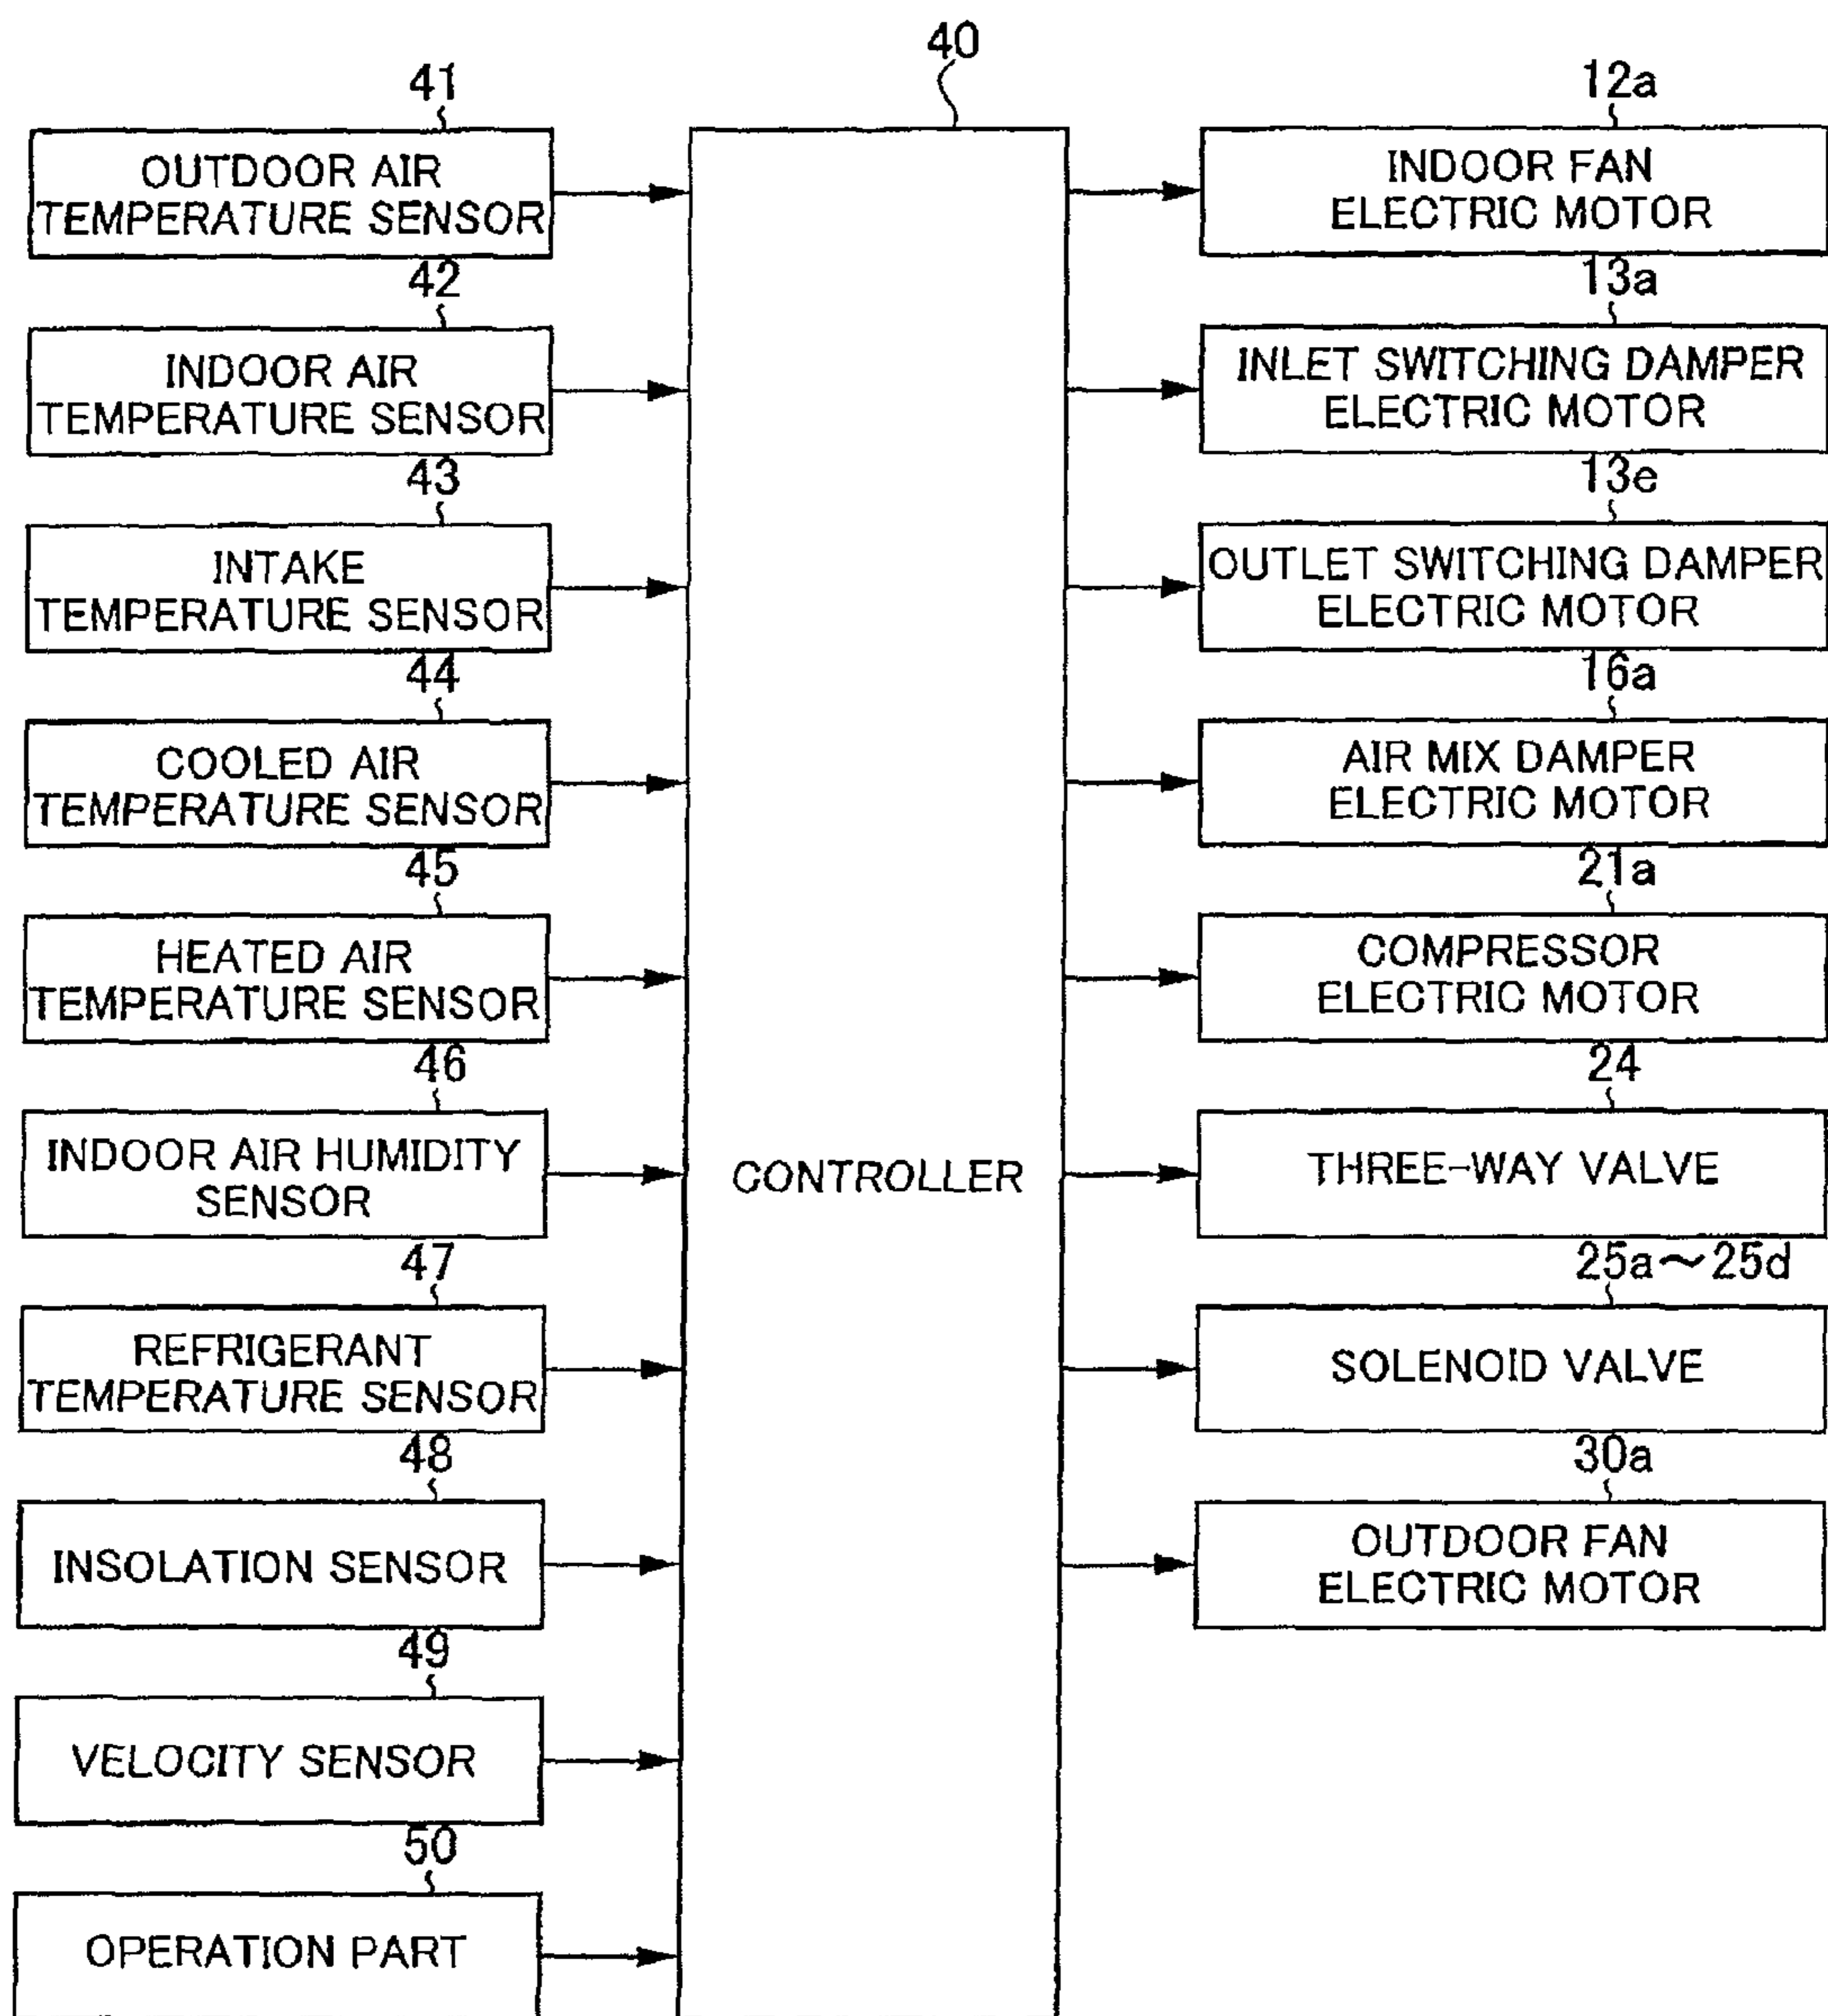 40
41
OUTDOOR AIR
TEMPERATURE SENSOR
42
INDOOR AIR
TEMPERATURE SENSOR
43
INTAKE
TEMPERATURE SENSOR
44
COOLED AIR
TEMPERATURE SENSOR
45
HEATED AIR
TEMPERATURE SENSOR
46
INDOOR AIR HUMIDITY
SENSOR
47
REFRIGERANT
TEMPERATURE SENSOR
48
INSOLATION SENSOR
49
VELOCITY SENSOR
50
OPERATION PART
CONTROLLER
12a
INDOOR FAN
ELECTRIC MOTOR
13a
INLET SWITCHING DAMPER
ELECTRIC MOTOR
13e
OUTLET SWITCHING DAMPER
ELECTRIC MOTOR
16a
AIR MIX DAMPER
ELECTRIC MOTOR
21a
COMPRESSOR
ELECTRIC MOTOR
24
THREE-WAY VALVE
25a～25d
SOLENOID VALVE
30a
OUTDOOR FAN
ELECTRIC MOTOR